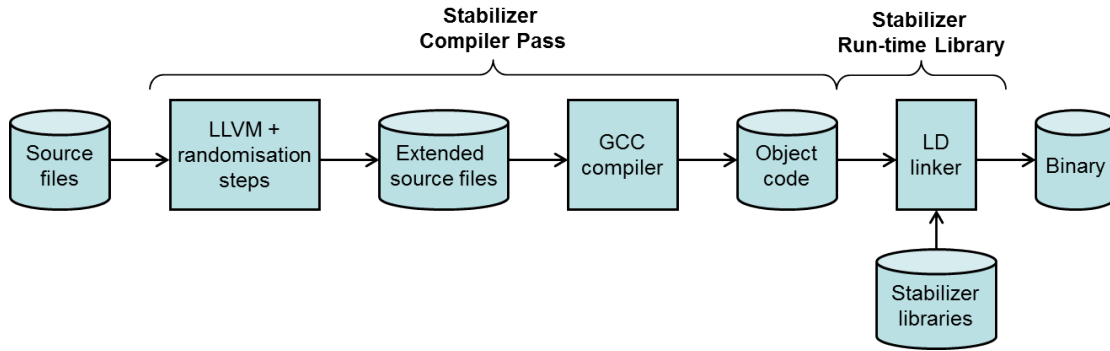 Stabilizer
Compiler Pass
Stabilizer
Run-time Library
Source
files
LLVM +
randomisation
steps
Extended
source files
GCC
compiler
Object
code
LD
linker
Binary
Stabilizer
libraries